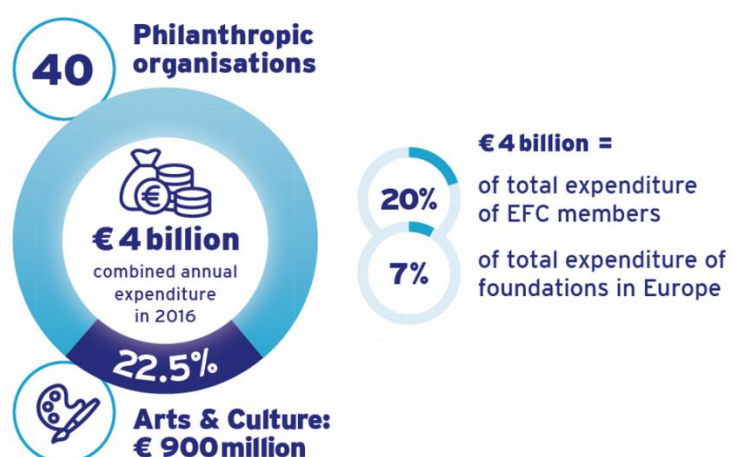 40
Philanthropic
organisations
€ 4 billion
combined annual
expenditure
in 2016
22.5%
Arts & Culture:
€ 900 million
€ 4 billion =
20%
of total expenditure
of EFC members
7%
of total expenditure of
foundations in Europe